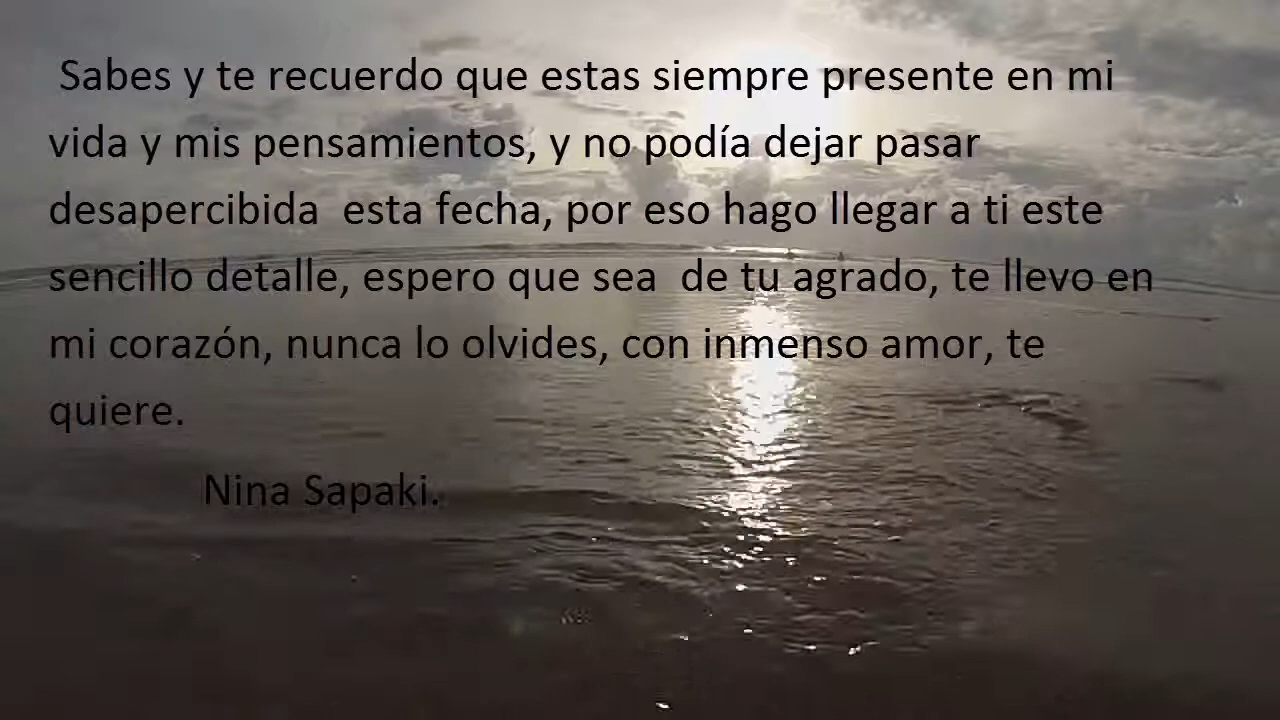 Sabes y te recuerdo que estas siempre presente en mi
vida y mis pensamientos, y no podía dejar pasar
desapercibida  esta fecha, por eso hago llegar a ti este
sencillo detalle, espero que sea  de tu agrado, te llevo en
mi corazón, nunca lo olvides, con inmenso amor, te
quiere.
Nina Sapaki.